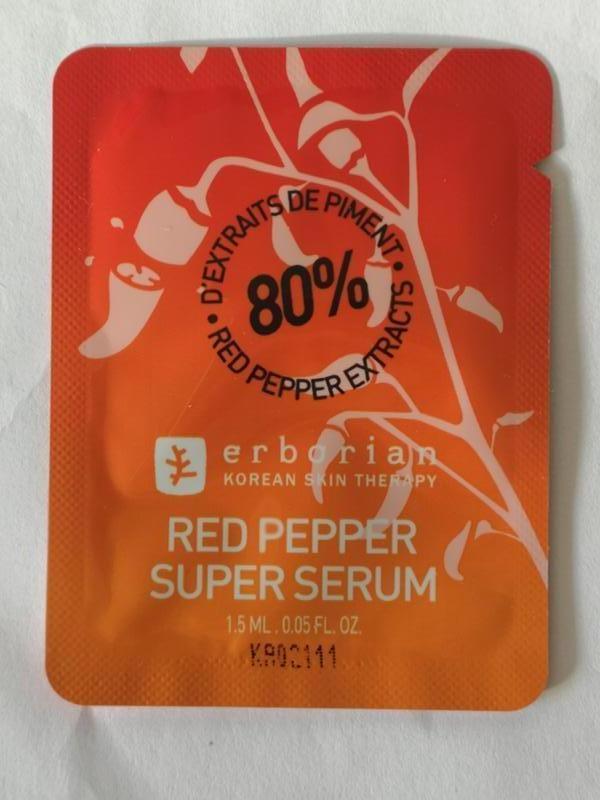 D'EXTRAITS DE PIMENT
80%
RED PEPPER EXTRACTS
erborian
KOREAN SKIN THERAPY
RED PEPPER
SUPER SERUM
1.5 ML . 0.05 FL. OZ.
KA02111